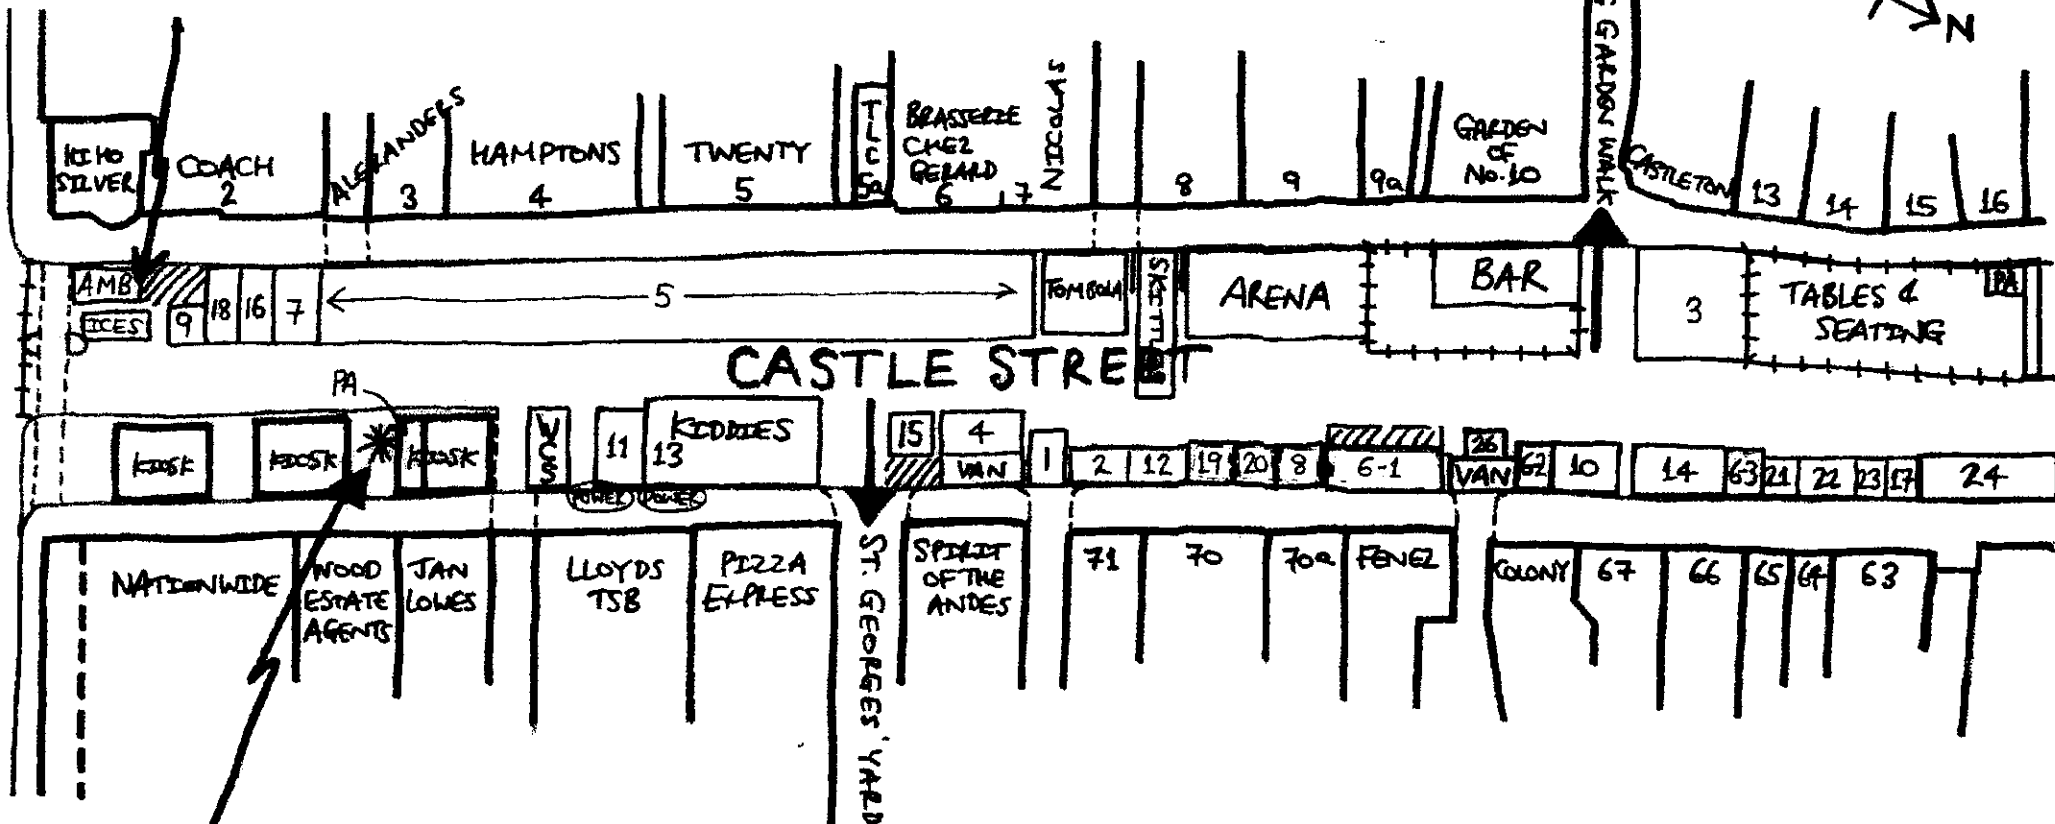 N
G GARDEN WALK
HI HO
SILVER
COACH
2
ALEXANDERS
3
HAMPTONS
4
TWENTY
5
TLC
5a
BRASSERIE
CHEZ
GERARD
6
7
NICOLAS
8
9
9a
GARDEN
OF
No.10
CASTLETON
13
14
15
16
AMB
ICES
9
18
16
7
5
TOMBOLA
ARENA
BAR
3
TABLES &
SEATING
PA
CASTLE STREET
PA
KIOSK
KIOSK
KIOSK
WCS
11
13
KIDDIES
POWER
POWER
15
4
VAN
1
2
12
19
20
8
6-1
26
VAN
62
10
14
63
21
22
23
17
24
NATIONWIDE
WOOD
ESTATE
AGENTS
JAN
LOWES
LLOYDS
TSB
PIZZA
EXPRESS
ST. GEORGES' YARD
SPIRIT
OF THE
ANDES
71
70
70a
FENEZ
COLONY
67
66
65
64
63